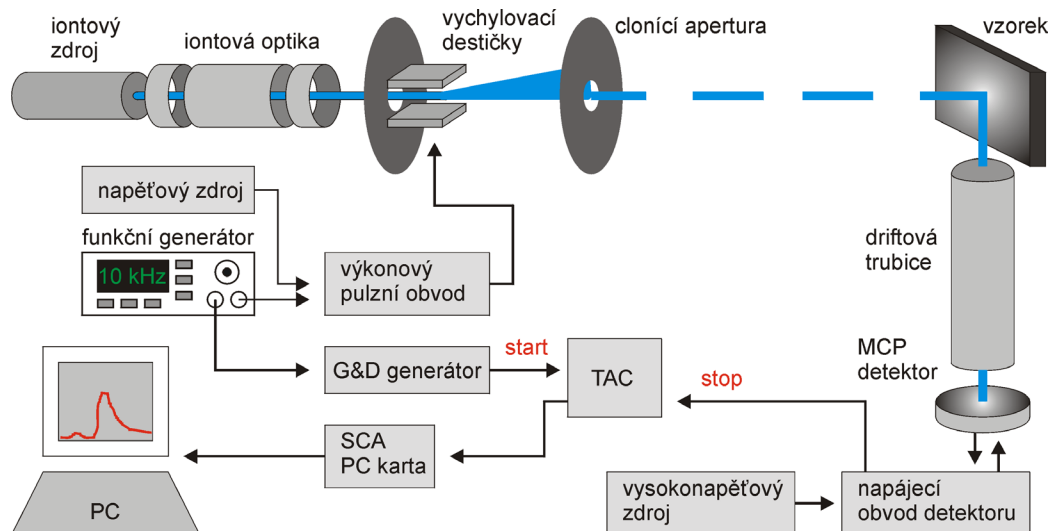 iontový
zdroj
iontová optika
vychylovací
destičky
clonící apertura
vzorek
napěťový zdroj
funkční generátor
10 kHz
výkonový
pulzní obvod
driftová
trubice
G&D generátor
start
TAC
stop
MCP
detektor
SCA
PC karta
PC
vysokonapěťový
zdroj
napájecí
obvod detektoru